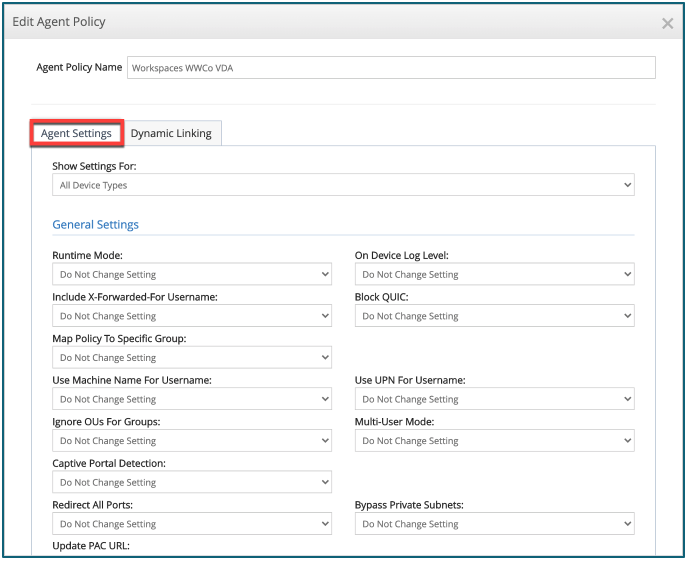 Edit Agent Policy
Agent Policy Name Workspaces WWCo VDA
Agent Settings Dynamic Linking
Show Settings For:
All Device Types
General Settings
Runtime Mode: On Device Log Level:
Do Not Change Setting Do Not Change Setting
Include X-Forwarded-For Username: Block QUIC:
Do Not Change Setting Do Not Change Setting
Map Policy To Specific Group:
Do Not Change Setting
Use Machine Name For Username: Use UPN For Username:
Do Not Change Setting Do Not Change Setting
Ignore OUs For Groups: Multi-User Mode:
Do Not Change Setting Do Not Change Setting
Captive Portal Detection:
Do Not Change Setting
Redirect All Ports: Bypass Private Subnets:
Do Not Change Setting Do Not Change Setting
Update PAC URL: